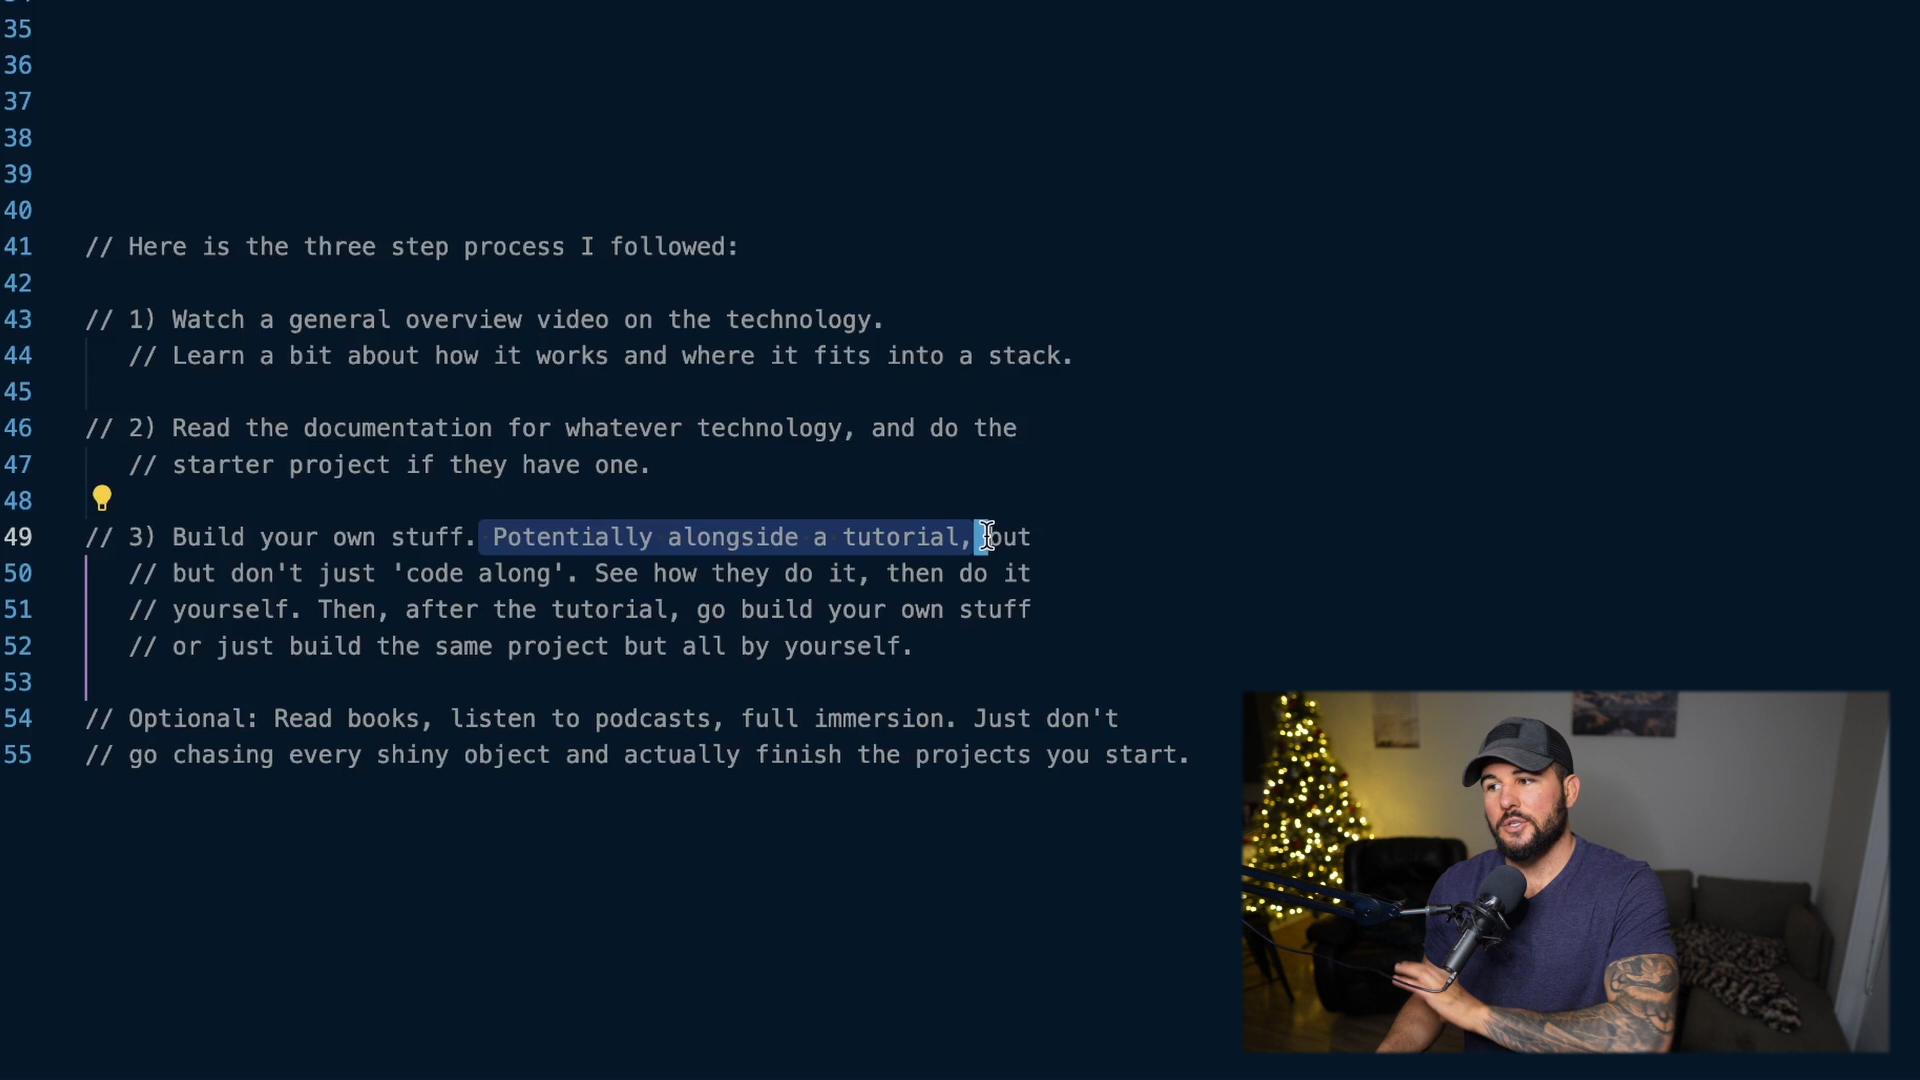 35
36
37
38
39
40
41 // Here is the three step process I followed:
42
43 // 1) Watch a general overview video on the technology.
44 // Learn a bit about how it works and where it fits into a stack.
45
46 // 2) Read the documentation for whatever technology, and do the
47 // starter project if they have one.
48
49 // 3) Build your own stuff. Potentially alongside a tutorial, but
50 // but don't just 'code along'. See how they do it, then do it
51 // yourself. Then, after the tutorial, go build your own stuff
52 // or just build the same project but all by yourself.
53
54 // Optional: Read books, listen to podcasts, full immersion. Just don't
55 // go chasing every shiny object and actually finish the projects you start.